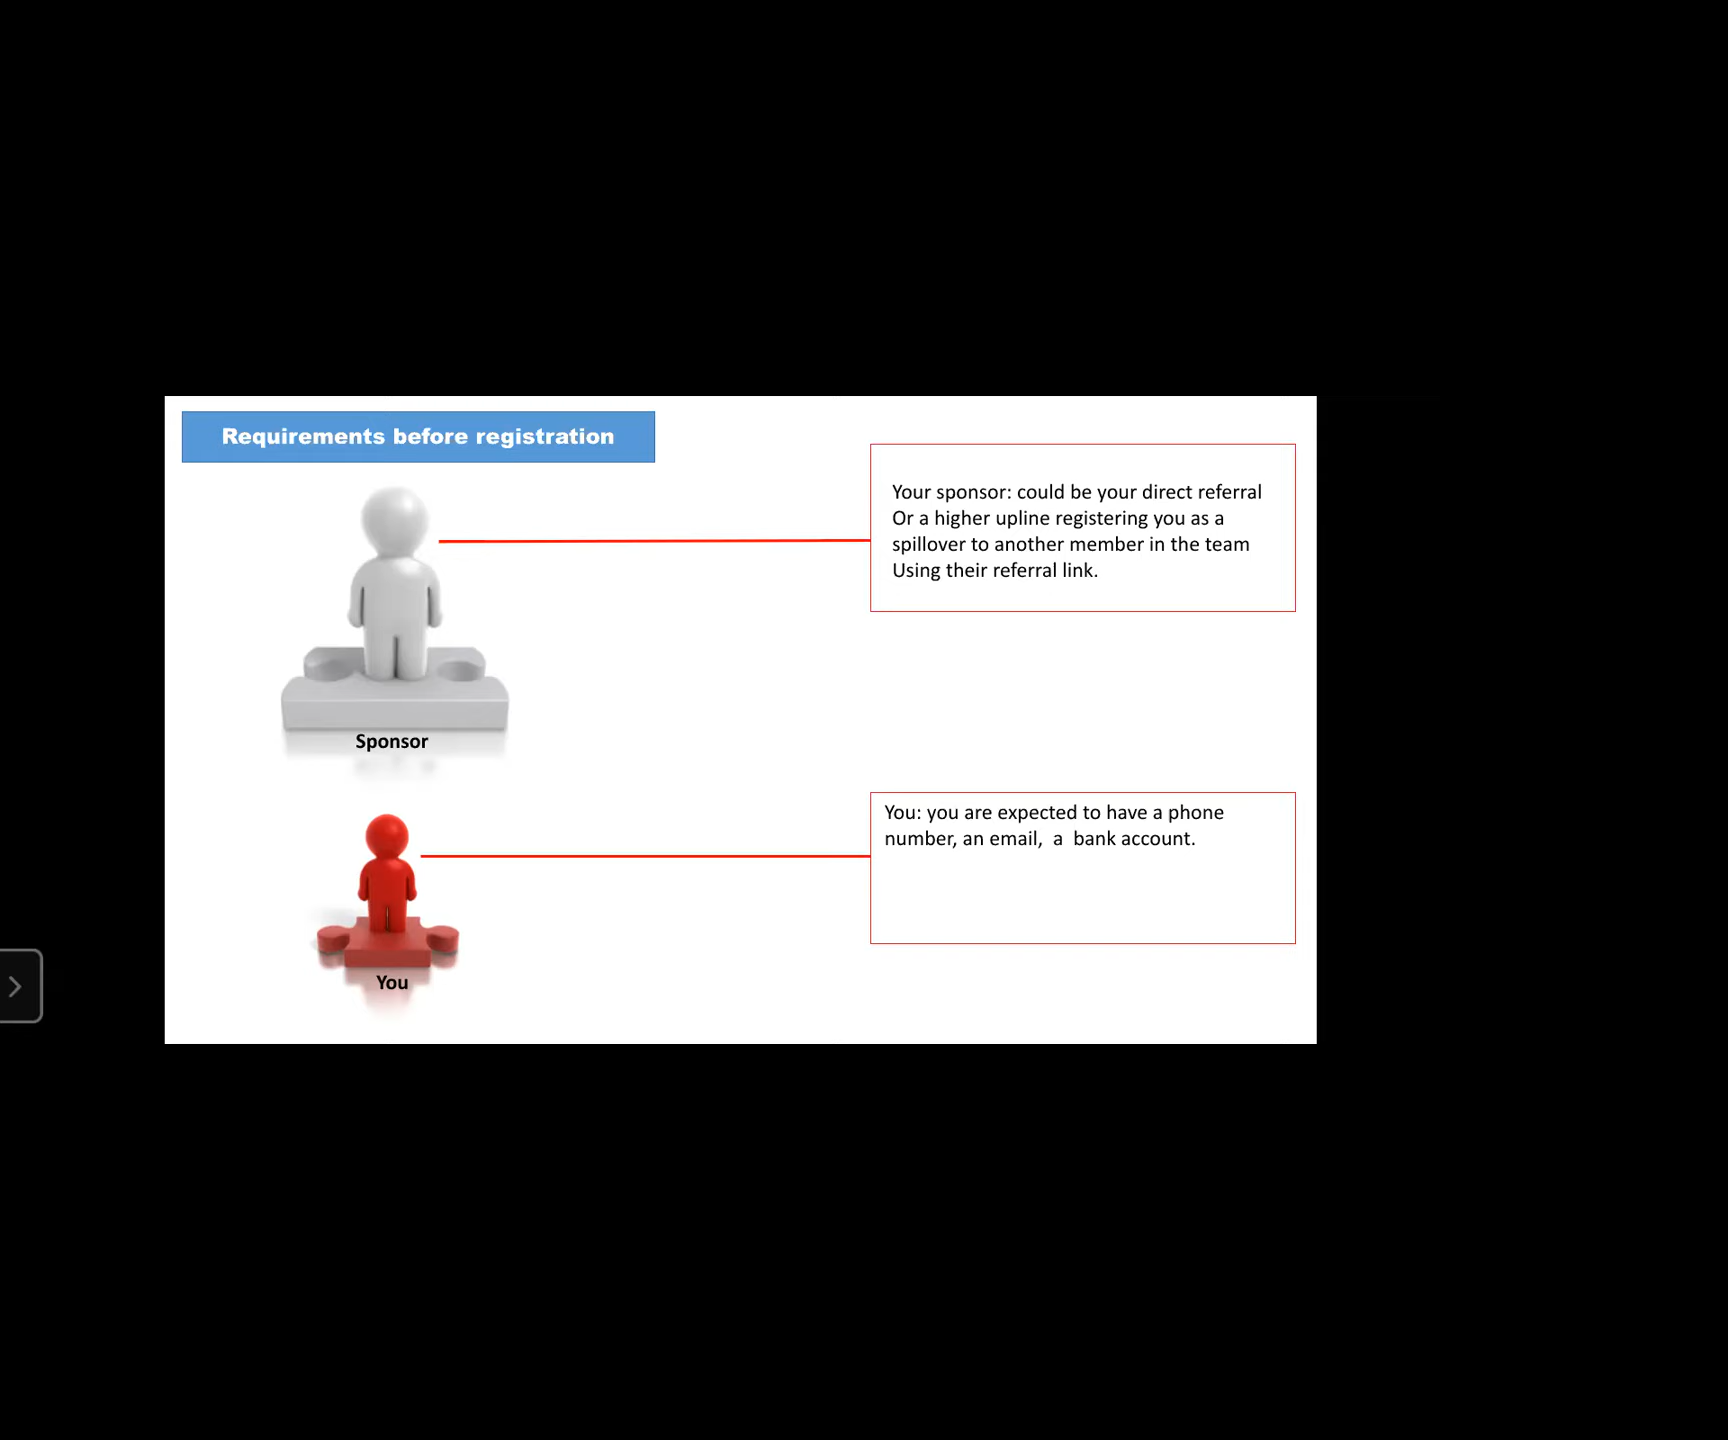 Requirements before registration
Your sponsor: could be your direct referral
Or a higher upline registering you as a
spillover to another member in the team
Using their referral link.
Sponsor
You: you are expected to have a phone
number, an email,  a  bank account.
You